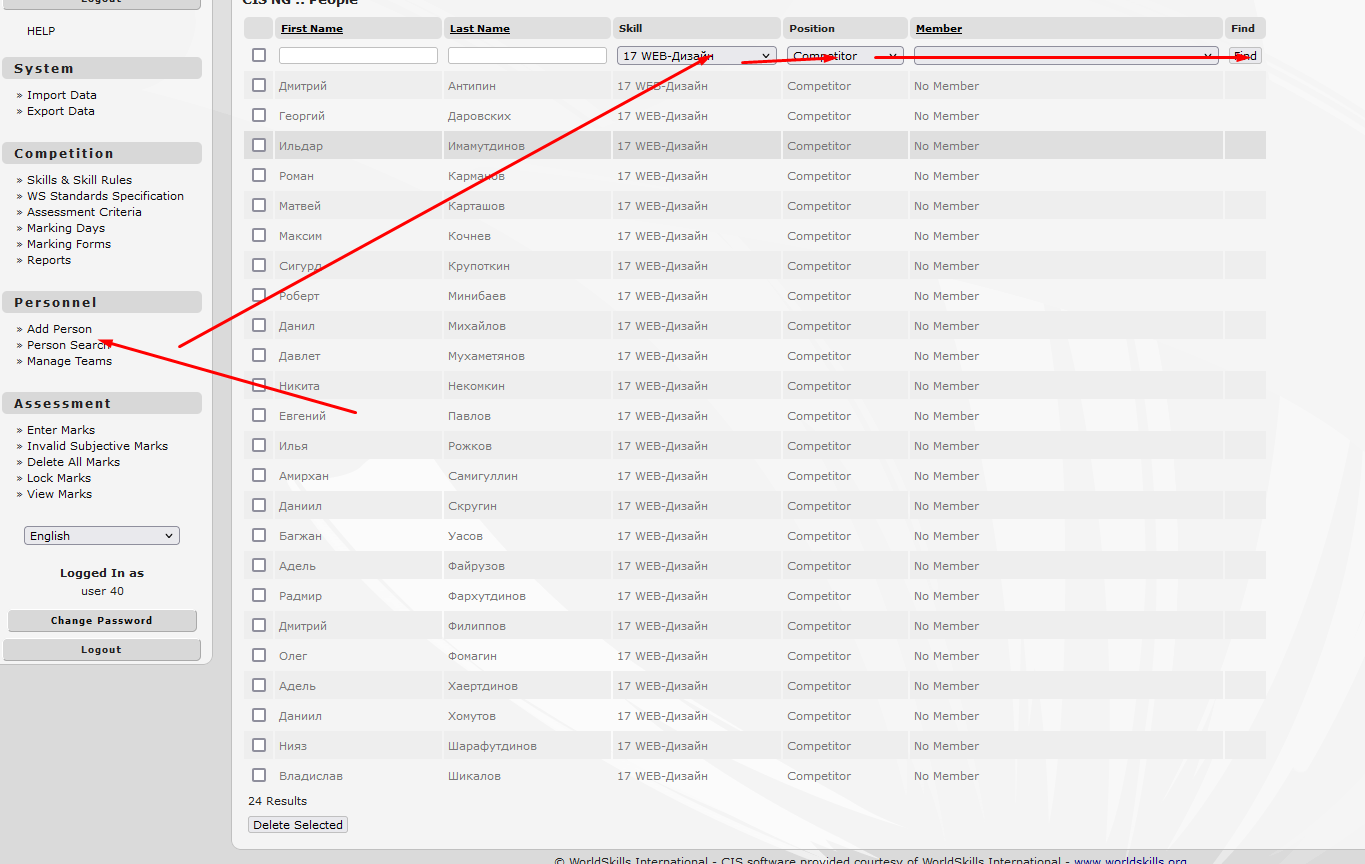 Logout
HELP
System
» Import Data
» Export Data
Competition
» Skills & Skill Rules
» WS Standards Specification
» Assessment Criteria
» Marking Days
» Marking Forms
» Reports
Personnel
» Add Person
» Person Search
» Manage Teams
Assessment
» Enter Marks
» Invalid Subjective Marks
» Delete All Marks
» Lock Marks
» View Marks
English
Logged In as
user 40
Change Password
Logout
CIS NG :: People
First Name Last Name Skill Position Member Find
17 WEB-Дизайн Competitor Find
Дмитрий Антипин 17 WEB-Дизайн Competitor No Member
Георгий Даровских 17 WEB-Дизайн Competitor No Member
Ильдар Имамутдинов 17 WEB-Дизайн Competitor No Member
Роман Карманов 17 WEB-Дизайн Competitor No Member
Матвей Карташов 17 WEB-Дизайн Competitor No Member
Максим Кочнев 17 WEB-Дизайн Competitor No Member
Сигурд Крупоткин 17 WEB-Дизайн Competitor No Member
Роберт Минибаев 17 WEB-Дизайн Competitor No Member
Данил Михайлов 17 WEB-Дизайн Competitor No Member
Давлет Мухаметянов 17 WEB-Дизайн Competitor No Member
Никита Некомкин 17 WEB-Дизайн Competitor No Member
Евгений Павлов 17 WEB-Дизайн Competitor No Member
Илья Рожков 17 WEB-Дизайн Competitor No Member
Амирхан Самигуллин 17 WEB-Дизайн Competitor No Member
Даниил Скругин 17 WEB-Дизайн Competitor No Member
Багжан Уасов 17 WEB-Дизайн Competitor No Member
Адель Файрузов 17 WEB-Дизайн Competitor No Member
Радмир Фархутдинов 17 WEB-Дизайн Competitor No Member
Дмитрий Филиппов 17 WEB-Дизайн Competitor No Member
Олег Фомагин 17 WEB-Дизайн Competitor No Member
Адель Хаертдинов 17 WEB-Дизайн Competitor No Member
Даниил Хомутов 17 WEB-Дизайн Competitor No Member
Нияз Шарафутдинов 17 WEB-Дизайн Competitor No Member
Владислав Шикалов 17 WEB-Дизайн Competitor No Member
24 Results
Delete Selected
© WorldSkills International - CIS software provided courtesy of WorldSkills International - www.worldskills.org